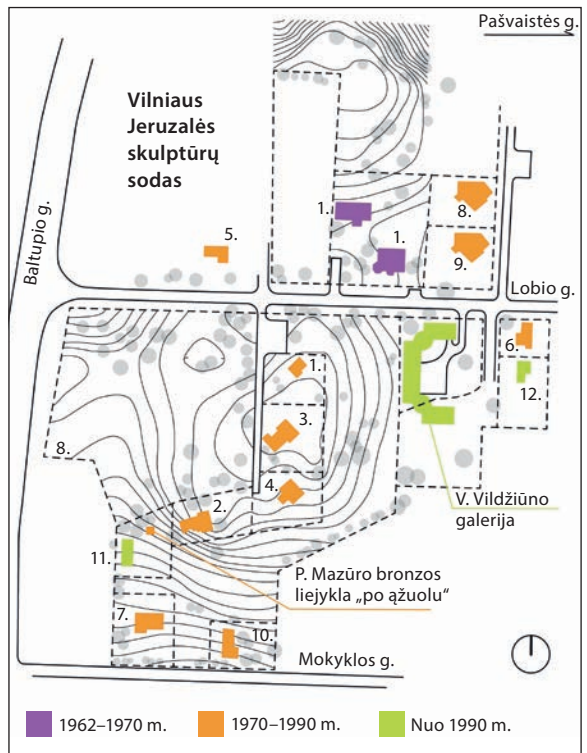 Pašvaistės g.
Vilniaus
Jeruzalės
skulptūrų
sodas
Baltupio g.
1.
8.
5.
1.
9.
Lobio g.
6.
1.
12.
3.
8.
4.
2.
V. Vildžiūno
galerija
11.
P. Mazūro bronzos
liejykla „po ąžuolu“
7.
10.
Mokyklos g.
1962–1970 m.
1970–1990 m.
Nuo 1990 m.